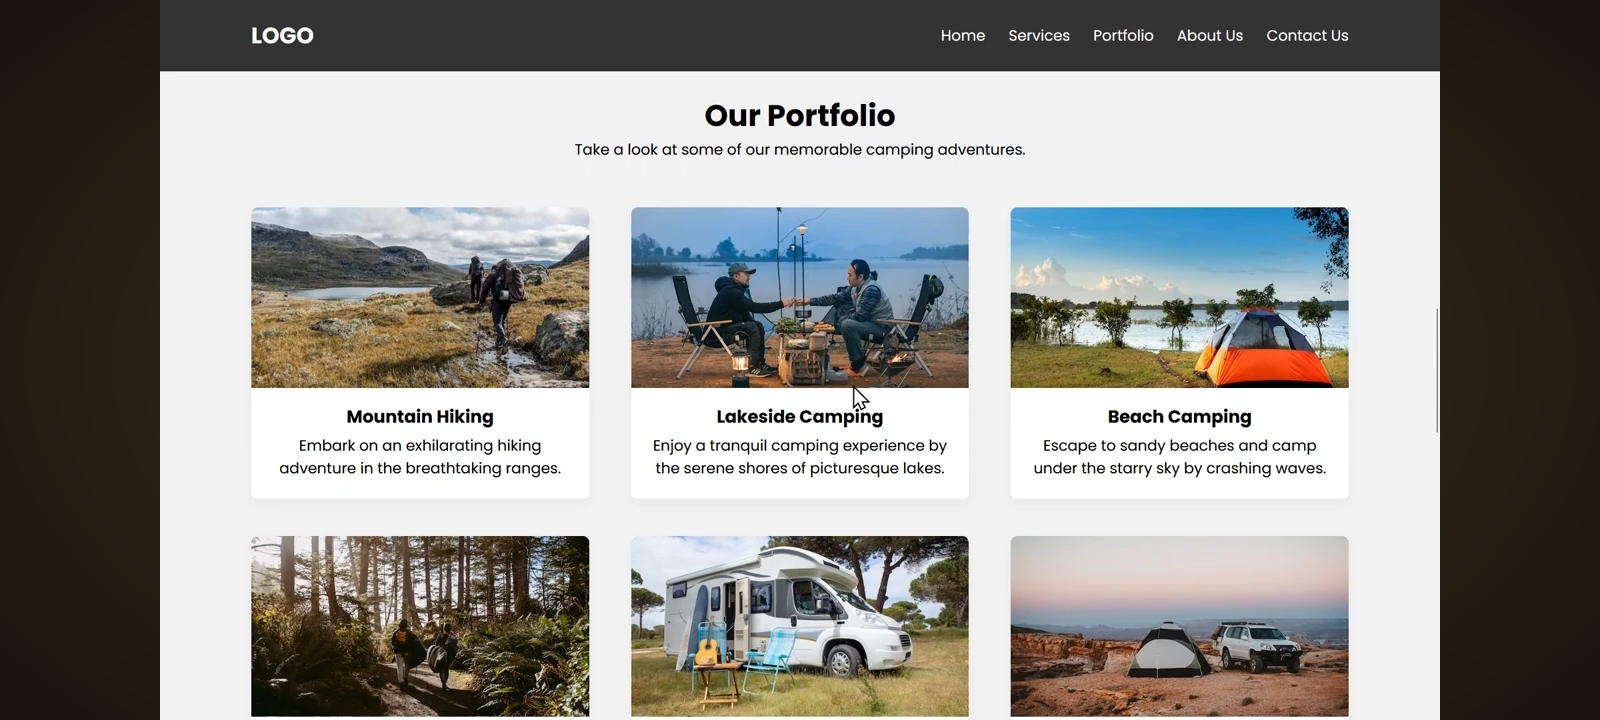 LOGO
Home Services Portfolio About Us Contact Us
Our Portfolio
Take a look at some of our memorable camping adventures.
Mountain Hiking
Embark on an exhilarating hiking
adventure in the breathtaking ranges.
Lakeside Camping
Enjoy a tranquil camping experience by
the serene shores of picturesque lakes.
Beach Camping
Escape to sandy beaches and camp
under the starry sky by crashing waves.